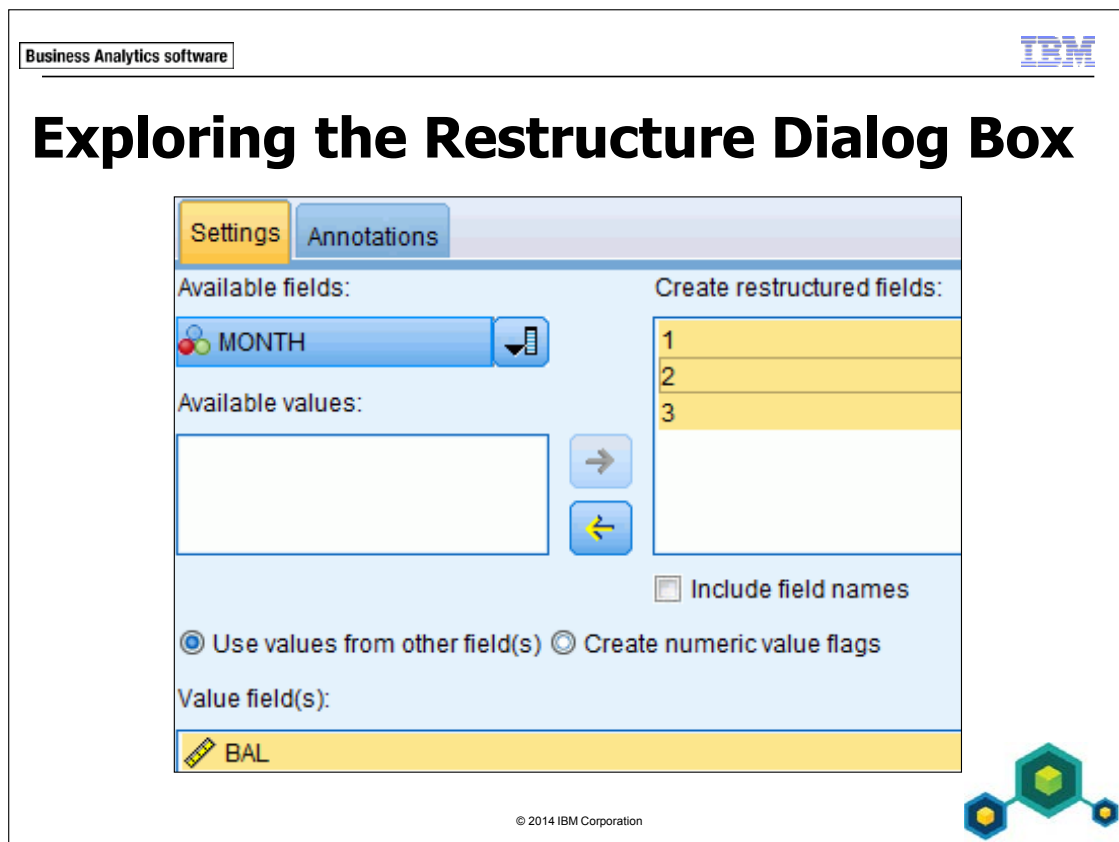 Business Analytics software
IBM
Exploring the Restructure Dialog Box
Settings Annotations
Available fields:
MONTH
Available values:
Create restructured fields:
1
2
3
Include field names
Use values from other field(s) Create numeric value flags
Value field(s):
BAL
© 2014 IBM Corporation